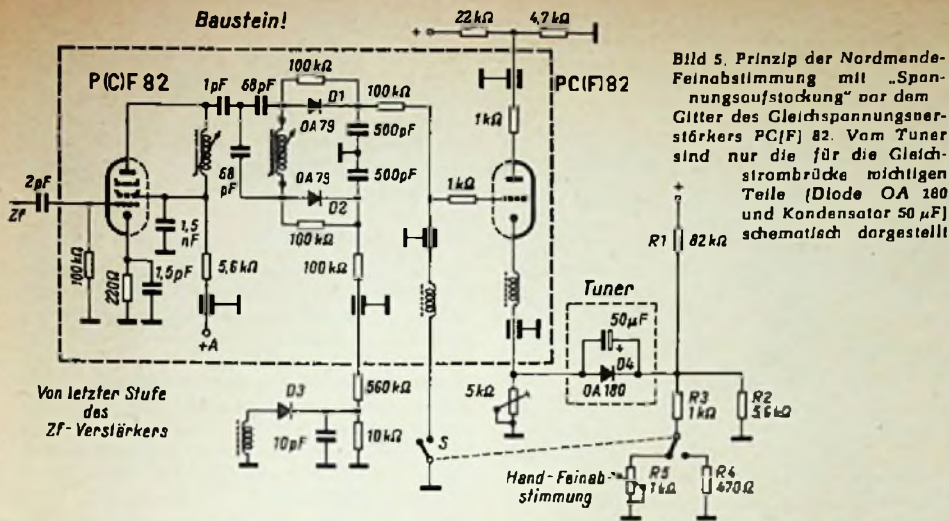 Baustein!
22kΩ
4,7kΩ
+
P(C)F 82
1pF
68pF
100kΩ
D1
OA79
100kΩ
500pF
500pF
PC(F)82
1kΩ
Bild 5. Prinzip der Nordmende-
Feinabstimmung mit „Span-
nungsaufstockung" vor dem
Gitter des Gleichspannungsver-
stärkers PC(F) 82. Vom Tuner
sind nur die für die Gleich-
strombrücke wichtigen
Teile (Diode OA 180
und Kondensator 50 µF)
schematisch dargestellt
2pF
Zf
68
pF
OA79
D2
1kΩ
+
1,5
nF
100kΩ
R1
82kΩ
100kΩ
220Ω
1,5pF
5,6kΩ
100kΩ
Tuner
50µF
+
+A
D4
OA180
Von letzter Stufe
des
Zf-Verstärkers
D3
560kΩ
5kΩ
R3
1kΩ
R2
5,6kΩ
10pF
10kΩ
S
Hand-Feinab-
stimmung
R5
1kΩ
R4
470Ω